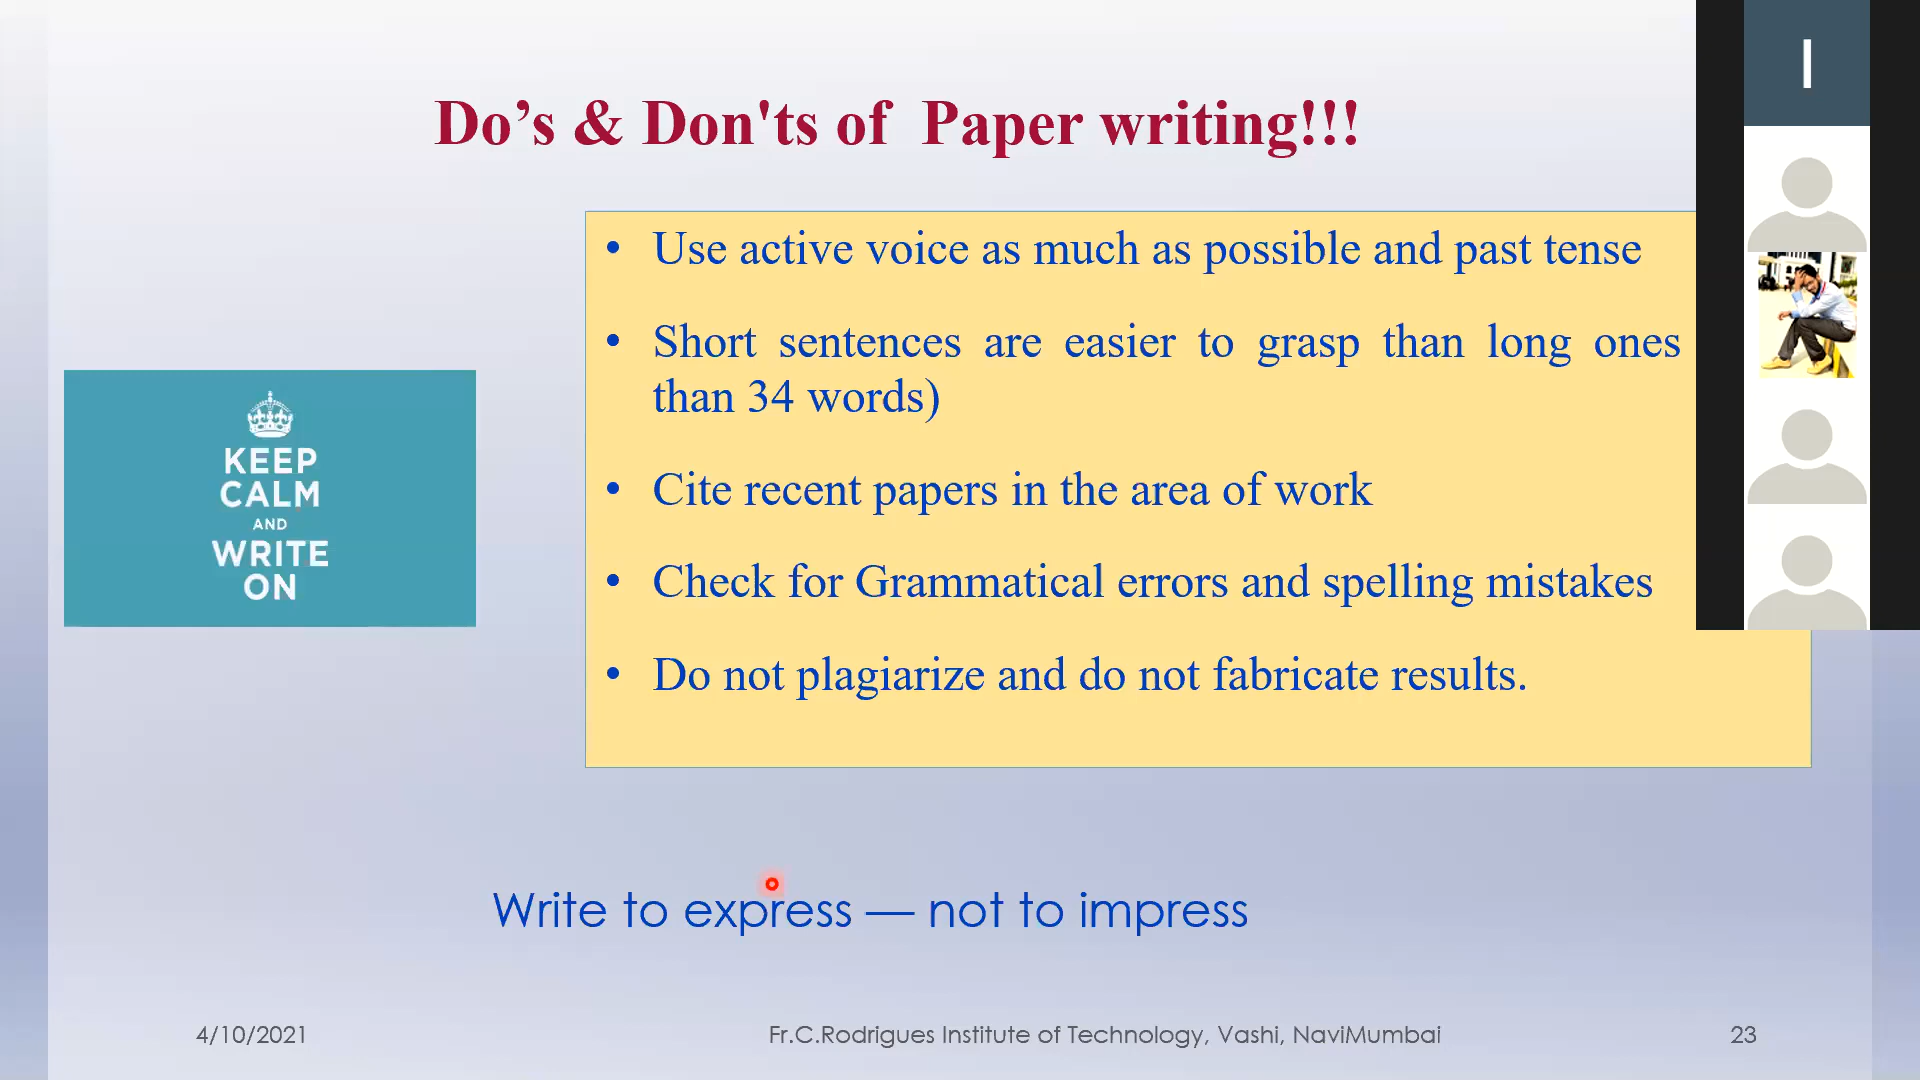 Do’s & Don'ts of  Paper writing!!!
I
• Use active voice as much as possible and past tense
• Short sentences are easier to grasp than long ones
than 34 words)
• Cite recent papers in the area of work
• Check for Grammatical errors and spelling mistakes
• Do not plagiarize and do not fabricate results.
KEEP
CALM
AND
WRITE
ON
Write to express — not to impress
4/10/2021
Fr.C.Rodrigues Institute of Technology, Vashi, NaviMumbai
23